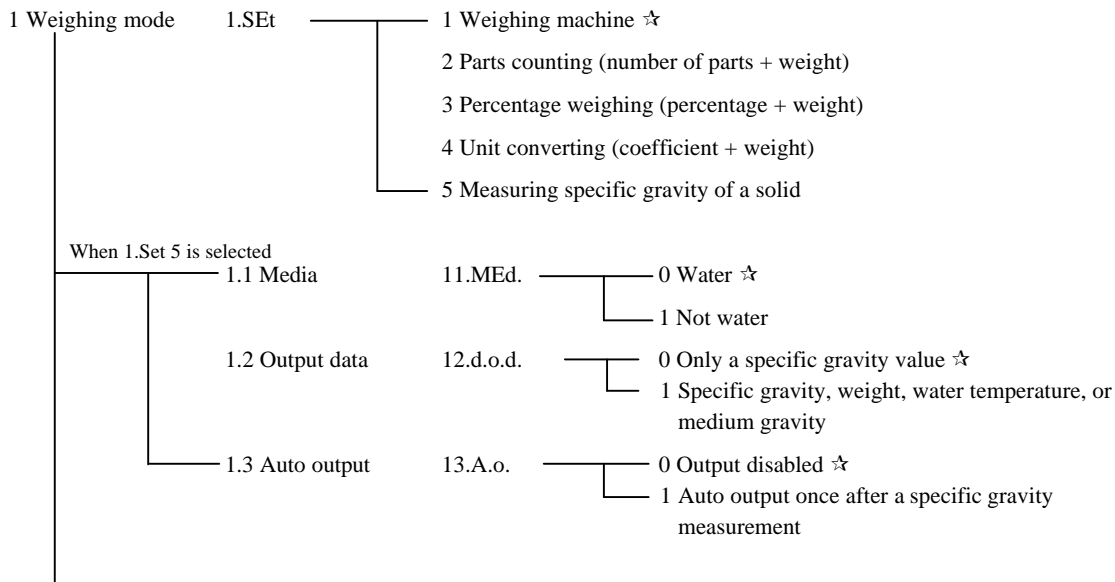 1 Weighing mode 1.SEt 1 Weighing machine ✰
2 Parts counting (number of parts + weight)
3 Percentage weighing (percentage + weight)
4 Unit converting (coefficient + weight)
5 Measuring specific gravity of a solid
When 1.Set 5 is selected
1.1 Media 11.MEd. 0 Water ✰
1 Not water
1.2 Output data 12.d.o.d. 0 Only a specific gravity value ✰
1 Specific gravity, weight, water temperature, or
medium gravity
1.3 Auto output 13.A.o. 0 Output disabled ✰
1 Auto output once after a specific gravity
measurement